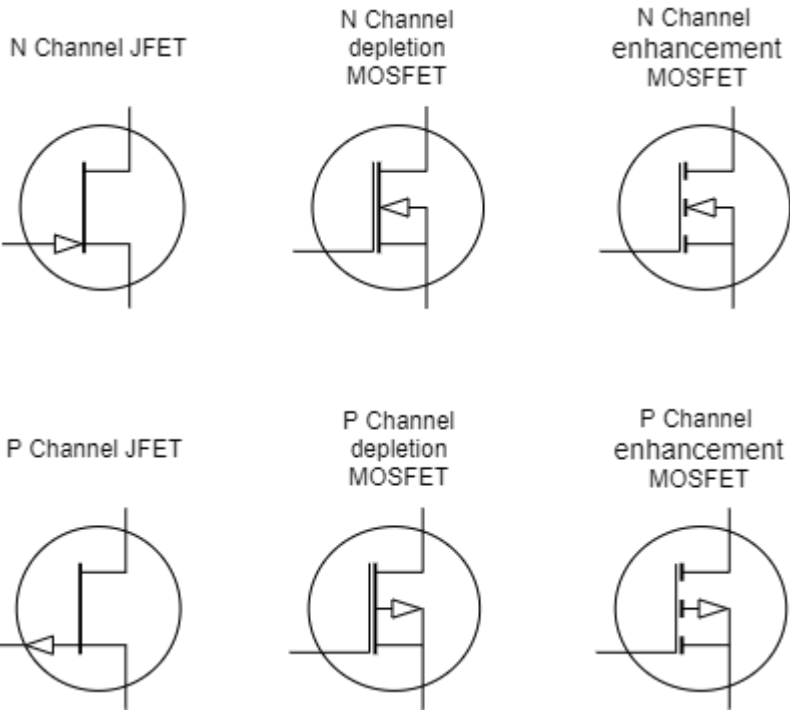 N Channel JFET
N Channel
depletion
MOSFET
N Channel
enhancement
MOSFET
P Channel JFET
P Channel
depletion
MOSFET
P Channel
enhancement
MOSFET